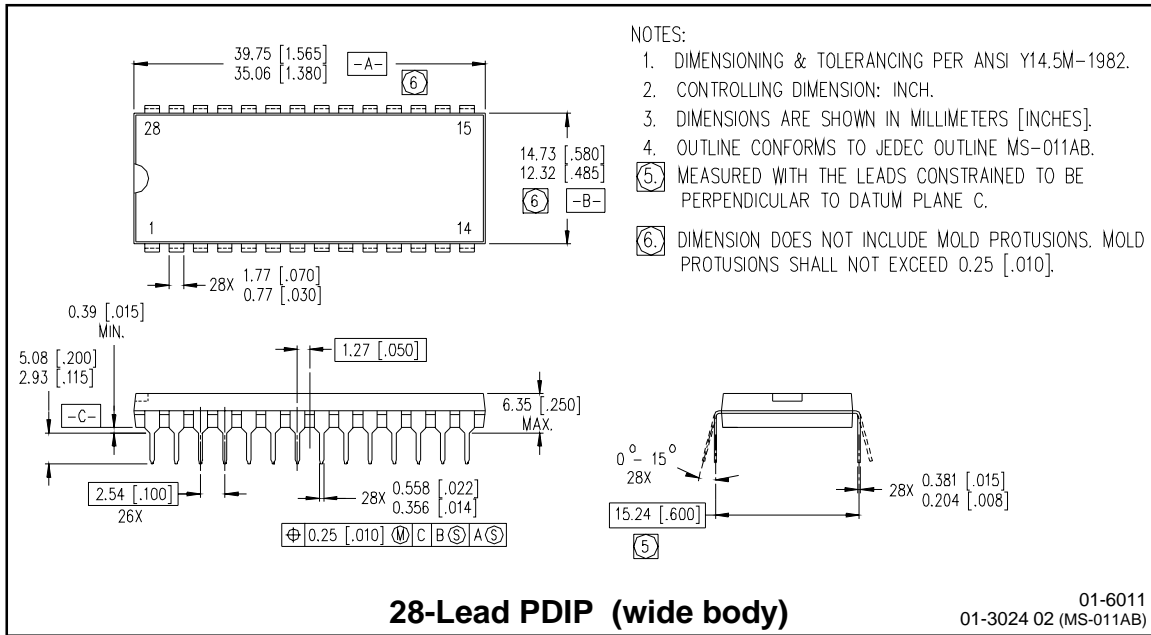 39.75 [1.565]
35.06 [1.380]
-A-
6
28
15
1
14
14.73 [.580]
12.32 [.485]
6
-B-
28X
1.77 [.070]
0.77 [.030]
NOTES:
1. DIMENSIONING & TOLERANCING PER ANSI Y14.5M-1982.
2. CONTROLLING DIMENSION: INCH.
3. DIMENSIONS ARE SHOWN IN MILLIMETERS [INCHES].
4. OUTLINE CONFORMS TO JEDEC OUTLINE MS-011AB.
5. MEASURED WITH THE LEADS CONSTRAINED TO BE
PERPENDICULAR TO DATUM PLANE C.
6. DIMENSION DOES NOT INCLUDE MOLD PROTUSIONS. MOLD
PROTUSIONS SHALL NOT EXCEED 0.25 [.010].
0.39 [.015]
MIN.
5.08 [.200]
2.93 [.115]
-C-
1.27 [.050]
6.35 [.250]
MAX.
2.54 [.100]
26X
28X
0.558 [.022]
0.356 [.014]
⌖ 0.25 [.010] Ⓜ C B Ⓢ A Ⓢ
0° - 15°
28X
15.24 [.600]
5
28X
0.381 [.015]
0.204 [.008]
28-Lead PDIP (wide body)
01-6011
01-3024 02 (MS-011AB)